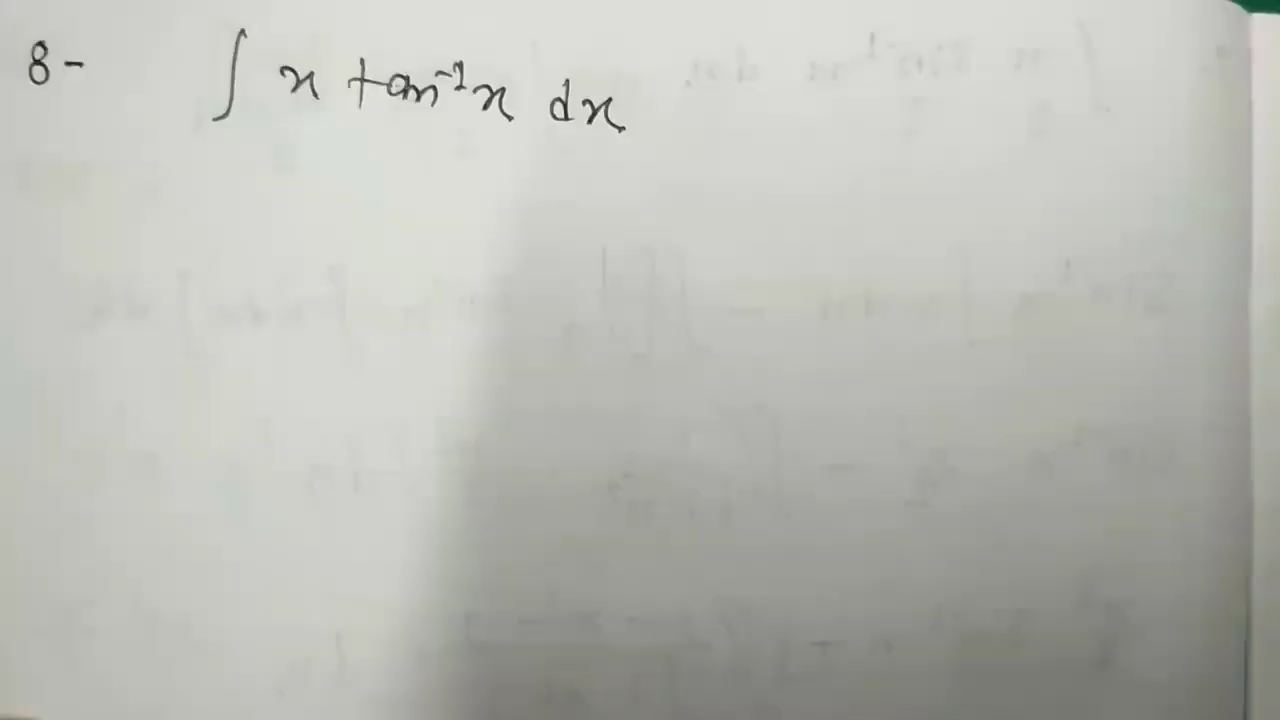 8- ∫ x tan⁻¹x dx